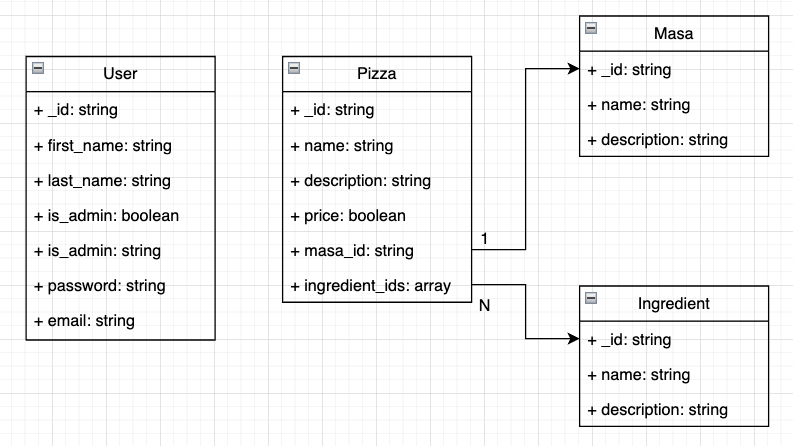 User
+ _id: string
+ first_name: string
+ last_name: string
+ is_admin: boolean
+ is_admin: string
+ password: string
+ email: string
Pizza
+ _id: string
+ name: string
+ description: string
+ price: boolean
+ masa_id: string
+ ingredient_ids: array
1
N
Masa
+ _id: string
+ name: string
+ description: string
Ingredient
+ _id: string
+ name: string
+ description: string